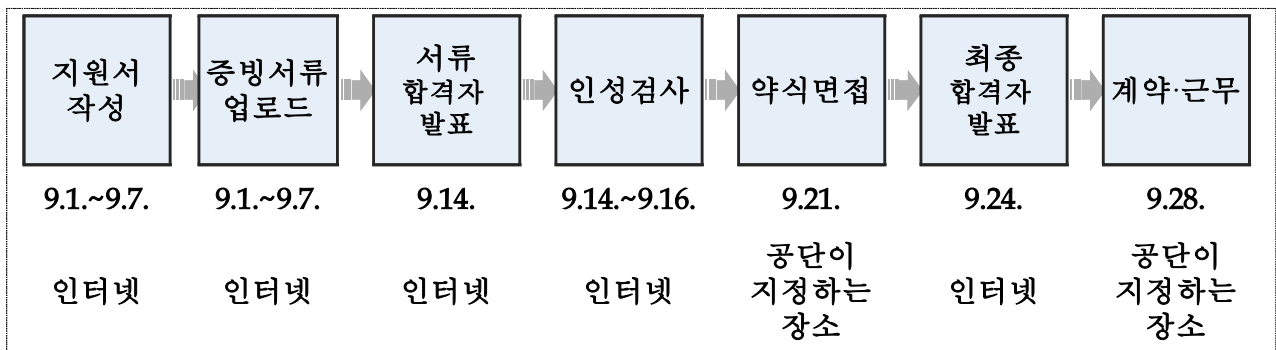 지원서
작성
증빙서류
업로드
서류
합격자
발표
인성검사
약식면접
최종
합격자
발표
계약·근무
9.1.~9.7.
9.1.~9.7.
9.14.
9.14.~9.16.
9.21.
9.24.
9.28.
인터넷
인터넷
인터넷
인터넷
공단이
지정하는
장소
인터넷
공단이
지정하는
장소